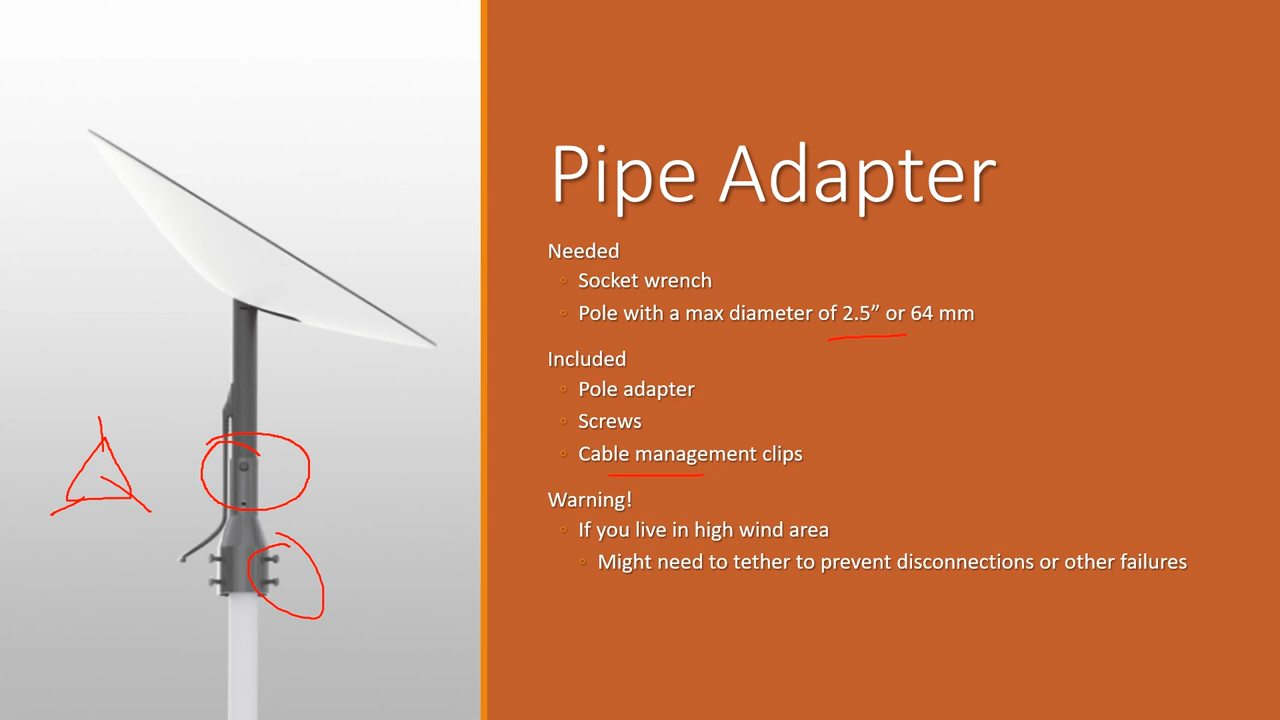 Pipe Adapter
Needed
Socket wrench
Pole with a max diameter of 2.5” or 64 mm
Included
Pole adapter
Screws
Cable management clips
Warning!
If you live in high wind area
Might need to tether to prevent disconnections or other failures